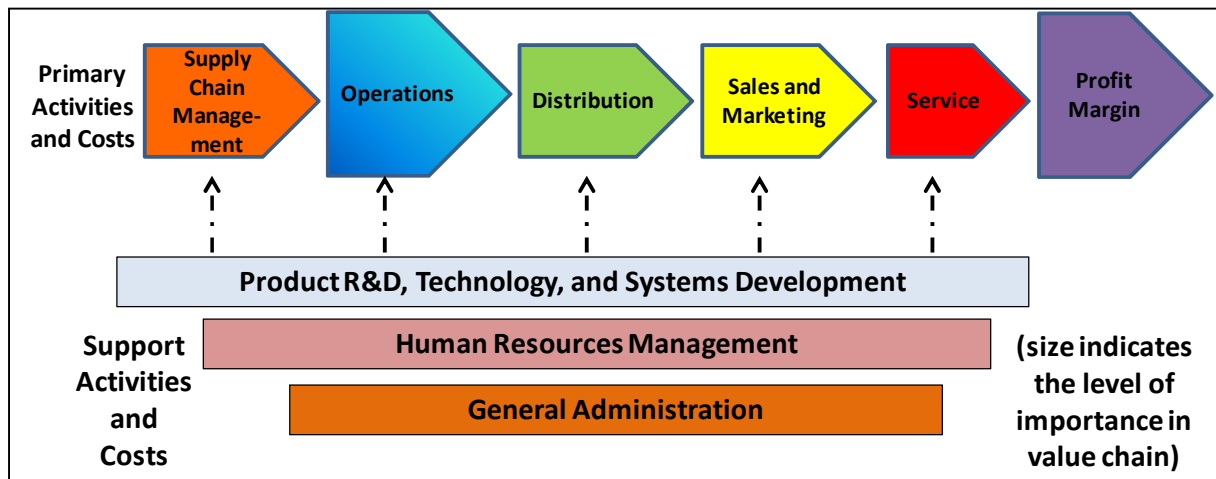 Primary
Activities
and Costs
Supply
Chain
Manage-
ment
Operations
Distribution
Sales and
Marketing
Service
Profit
Margin
Product R&D, Technology, and Systems Development
Human Resources Management
General Administration
Support
Activities
and
Costs
(size indicates
the level of
importance in
value chain)